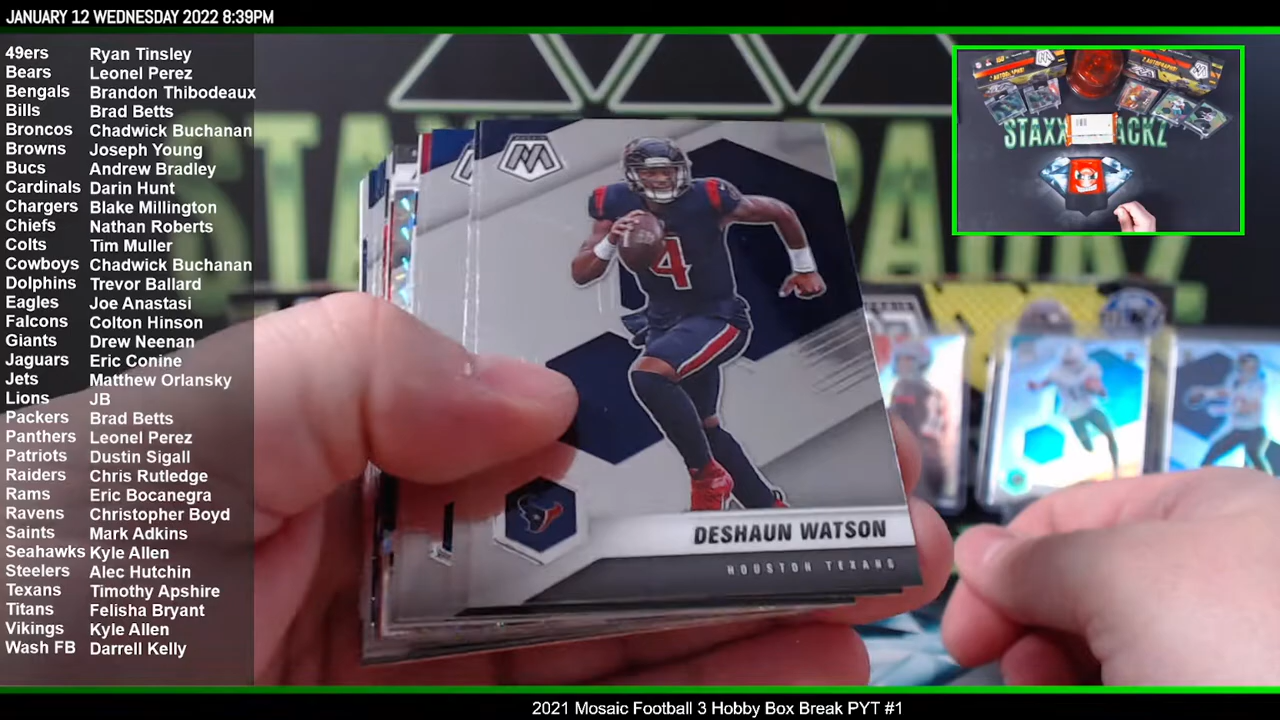 JANUARY 12 WEDNESDAY 2022 8:39PM
49ers Ryan Tinsley
Bears Leonel Perez
Bengals Brandon Thibodeaux
Bills Brad Betts
Broncos Chadwick Buchanan
Browns Joseph Young
Bucs Andrew Bradley
Cardinals Darin Hunt
Chargers Blake Millington
Chiefs Nathan Roberts
Colts Tim Muller
Cowboys Chadwick Buchanan
Dolphins Trevor Ballard
Eagles Joe Anastasi
Falcons Colton Hinson
Giants Drew Neenan
Jaguars Eric Conine
Jets Matthew Orlansky
Lions JB
Packers Brad Betts
Panthers Leonel Perez
Patriots Dustin Sigall
Raiders Chris Rutledge
Rams Eric Bocanegra
Ravens Christopher Boyd
Saints Mark Adkins
Seahawks Kyle Allen
Steelers Alec Hutchin
Texans Timothy Apshire
Titans Felisha Bryant
Vikings Kyle Allen
Wash FB Darrell Kelly
4
DESHAUN WATSON
HOUSTON TEXANS
2021 Mosaic Football 3 Hobby Box Break PYT #1